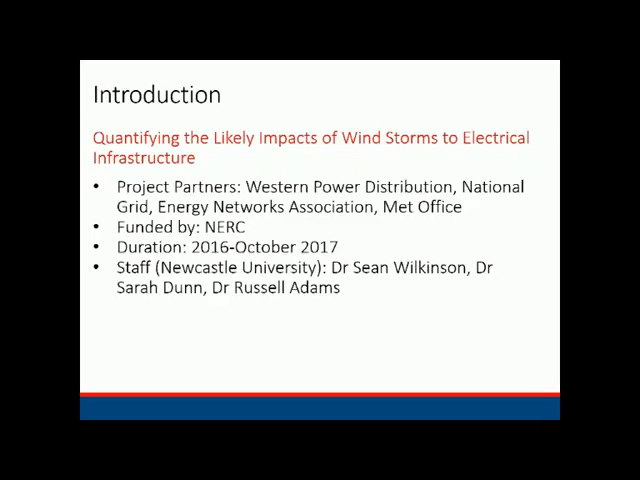 Introduction
Quantifying the Likely Impacts of Wind Storms to Electrical
Infrastructure
• Project Partners: Western Power Distribution, National
Grid, Energy Networks Association, Met Office
• Funded by: NERC
• Duration: 2016-October 2017
• Staff (Newcastle University): Dr Sean Wilkinson, Dr
Sarah Dunn, Dr Russell Adams